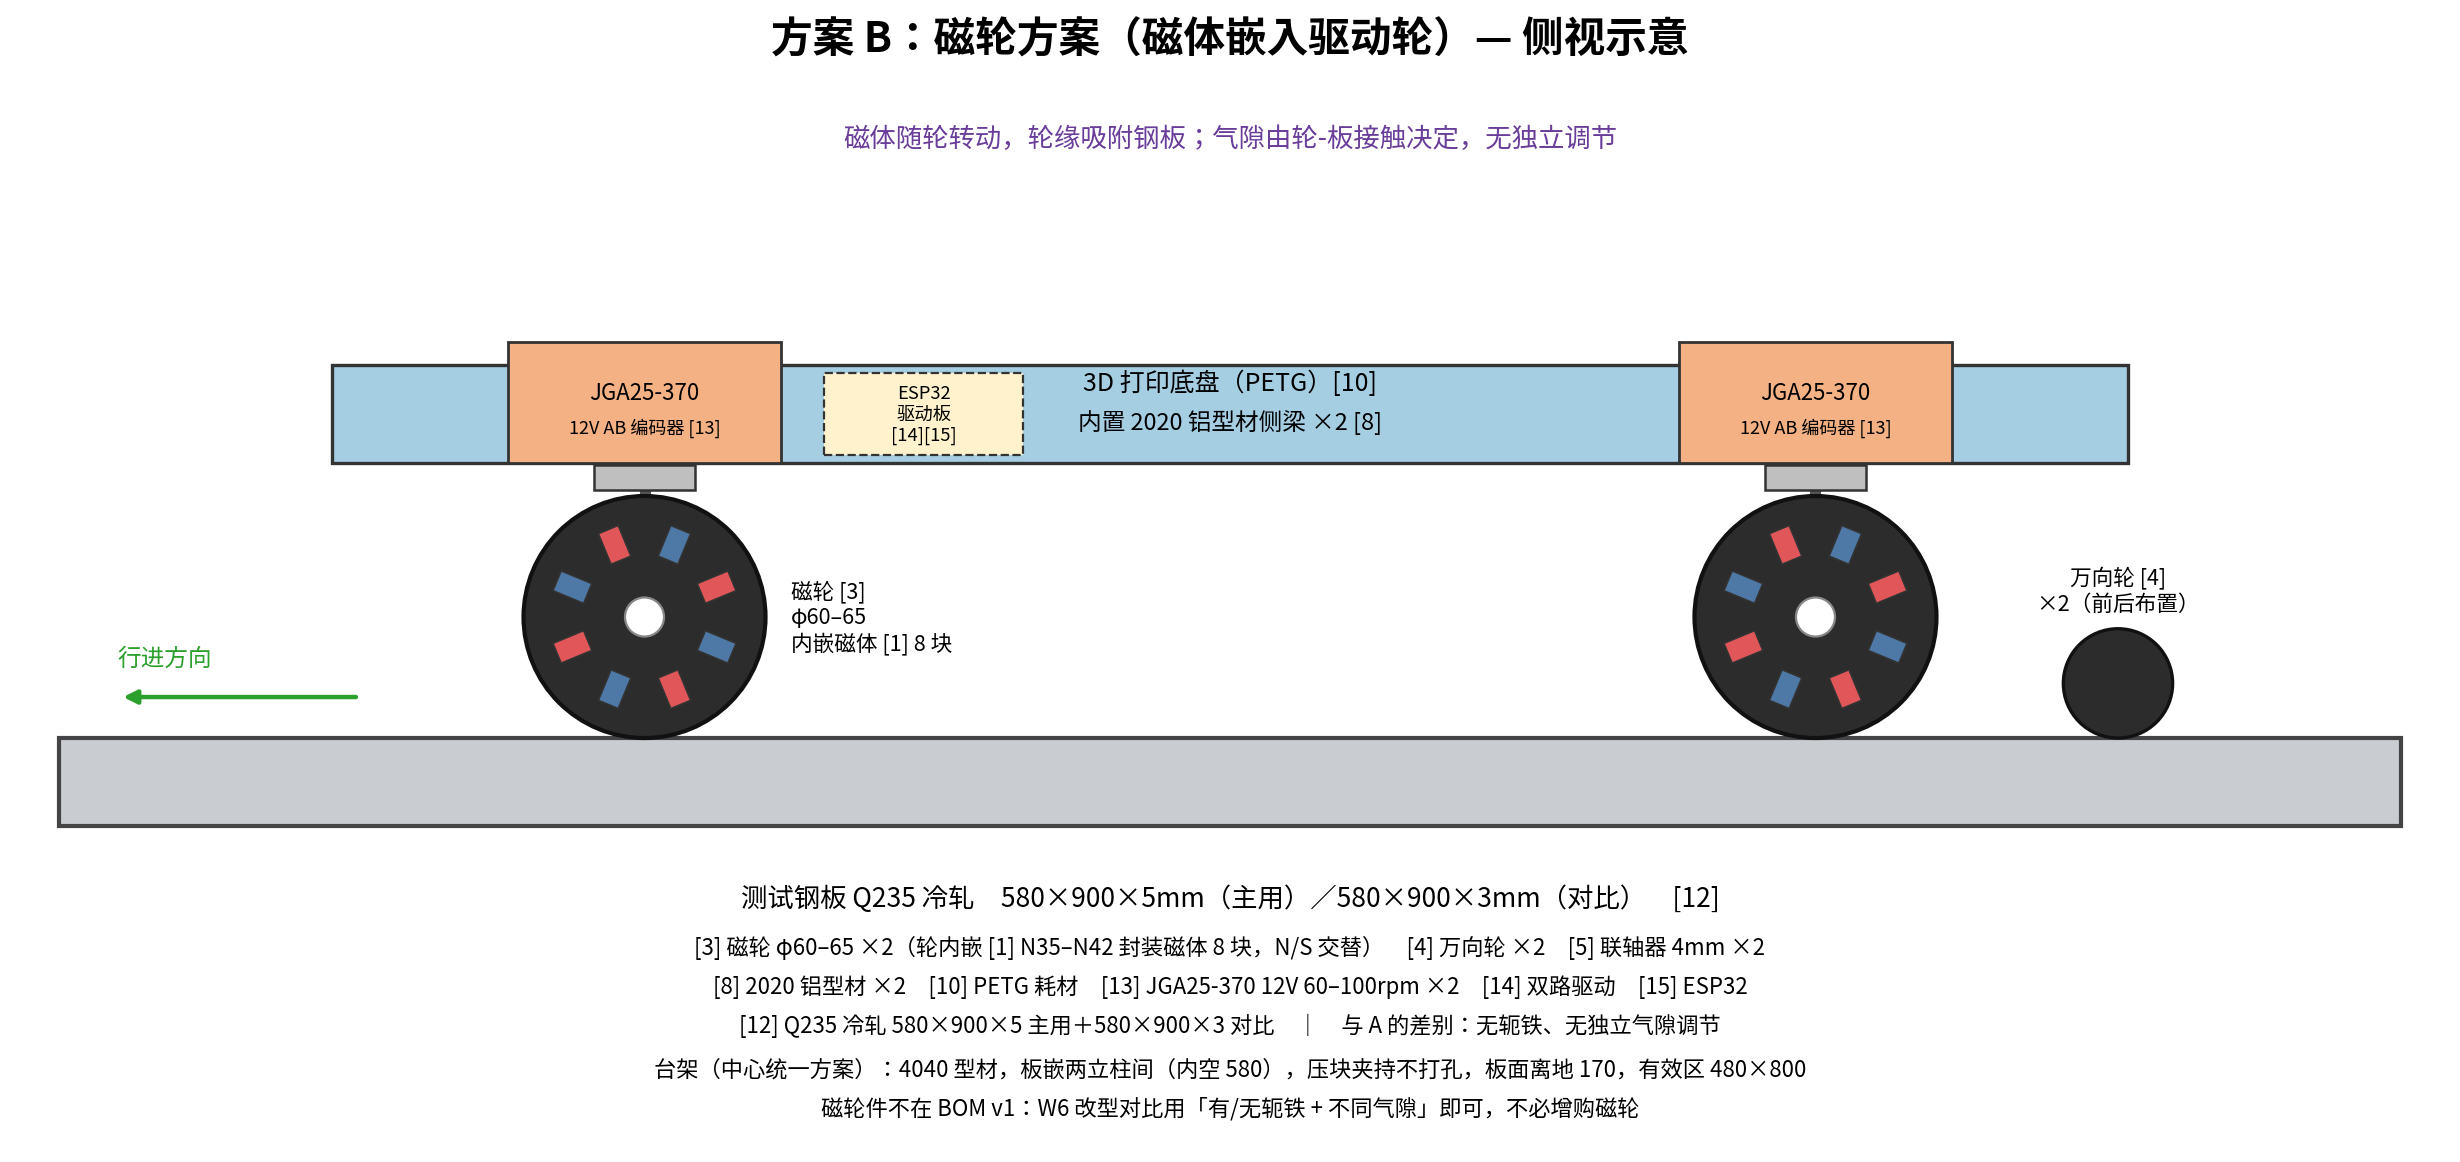 方案 B：磁轮方案（磁体嵌入驱动轮）— 侧视示意
磁体随轮转动，轮缘吸附钢板；气隙由轮-板接触决定，无独立调节
JGA25-370
12V AB 编码器 [13]
ESP32
驱动板
[14][15]
3D 打印底盘（PETG）[10]
内置 2020 铝型材侧梁 ×2 [8]
JGA25-370
12V AB 编码器 [13]
磁轮 [3]
φ60–65
内嵌磁体 [1] 8 块
万向轮 [4]
×2（前后布置）
行进方向
测试钢板 Q235 冷轧　580×900×5mm（主用）／580×900×3mm（对比）　[12]
[3] 磁轮 φ60–65 ×2（轮内嵌 [1] N35–N42 封装磁体 8 块，N/S 交替）　[4] 万向轮 ×2　[5] 联轴器 4mm ×2
[8] 2020 铝型材 ×2　[10] PETG 耗材　[13] JGA25-370 12V 60–100rpm ×2　[14] 双路驱动　[15] ESP32
[12] Q235 冷轧 580×900×5 主用＋580×900×3 对比　｜　与 A 的差别：无轭铁、无独立气隙调节
台架（中心统一方案）：4040 型材，板嵌两立柱间（内空 580），压块夹持不打孔，板面离地 170，有效区 480×800
磁轮件不在 BOM v1：W6 改型对比用「有/无轭铁 + 不同气隙」即可，不必增购磁轮